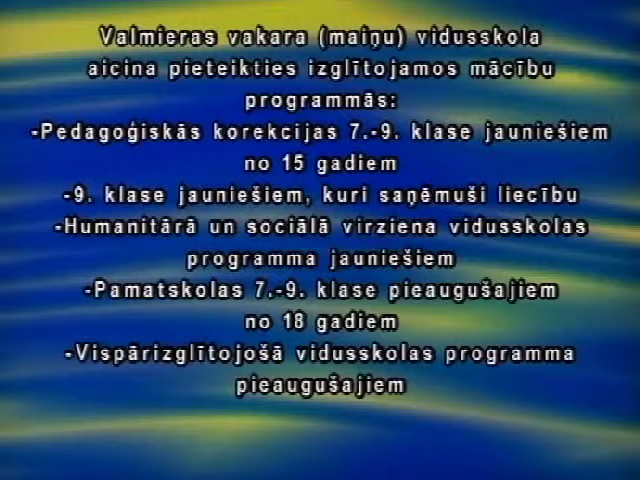 Valmieras vakara (maiņu) vidusskola
aicina pieteikties izglītojamos mācību
programmās:
-Pedagoģiskās korekcijas 7.-9. klase jauniešiem
no 15 gadiem
-9. klase jauniešiem, kuri saņēmuši liecību
-Humanitārā un sociālā virziena vidusskolas
programma jauniešiem
-Pamatskolas 7.-9. klase pieaugušajiem
no 18 gadiem
-Vispārizglītojošā vidusskolas programma
pieaugušajiem